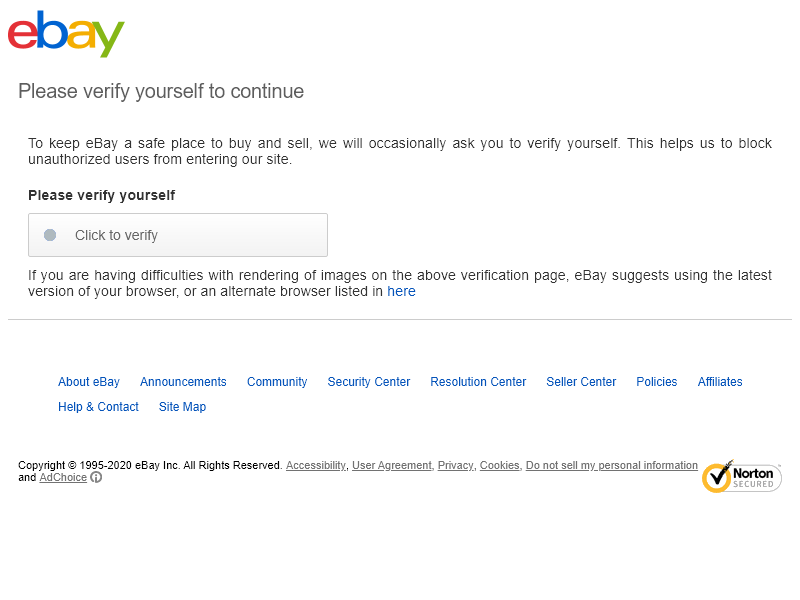 ebay
Please verify yourself to continue
To keep eBay a safe place to buy and sell, we will occasionally ask you to verify yourself. This helps us to block
unauthorized users from entering our site.
Please verify yourself
Click to verify
If you are having difficulties with rendering of images on the above verification page, eBay suggests using the latest
version of your browser, or an alternate browser listed in here
About eBay Announcements Community Security Center Resolution Center Seller Center Policies Affiliates
Help & Contact Site Map
Copyright © 1995-2020 eBay Inc. All Rights Reserved. Accessibility, User Agreement, Privacy, Cookies, Do not sell my personal information
and AdChoice
Norton
SECURED